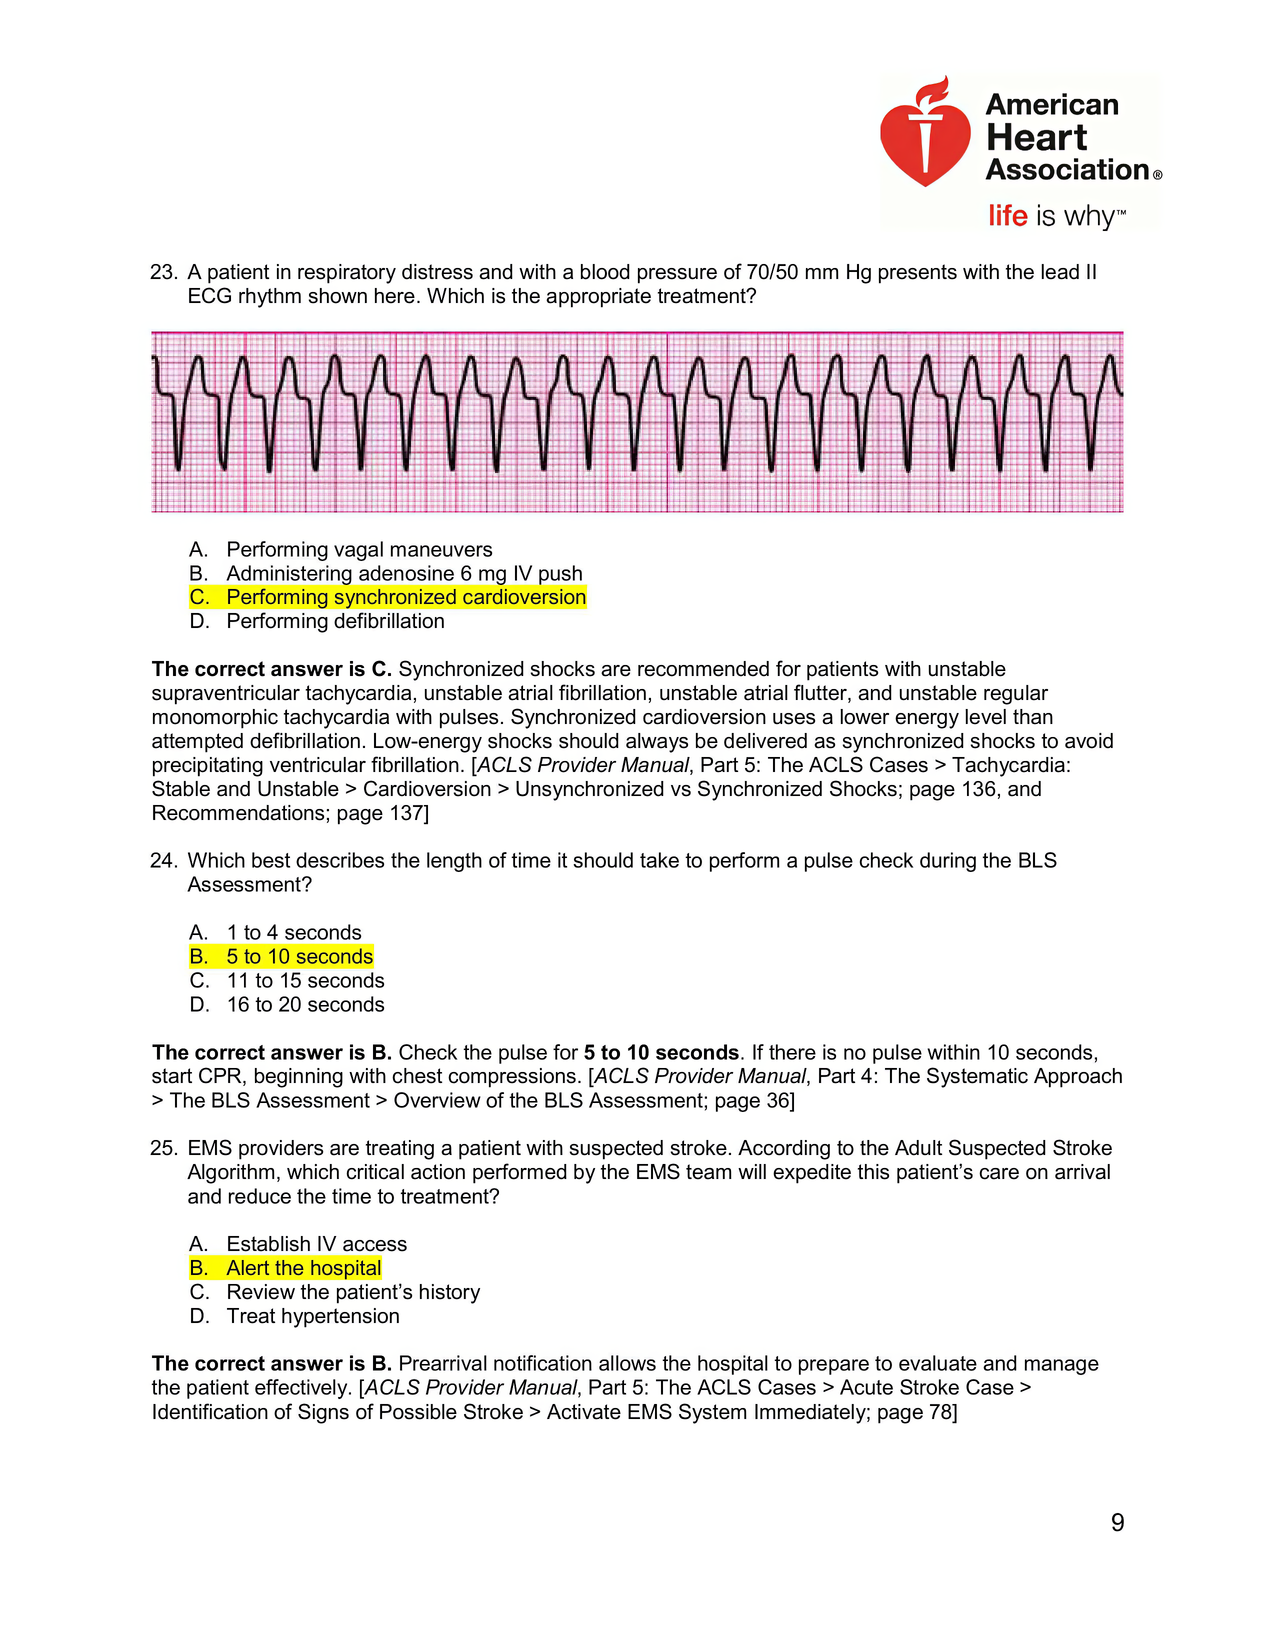 American
Heart
Association®
life is why™
23. A patient in respiratory distress and with a blood pressure of 70/50 mm Hg presents with the lead II
ECG rhythm shown here. Which is the appropriate treatment?
A. Performing vagal maneuvers
B. Administering adenosine 6 mg IV push
C. Performing synchronized cardioversion
D. Performing defibrillation
The correct answer is C. Synchronized shocks are recommended for patients with unstable
supraventricular tachycardia, unstable atrial fibrillation, unstable atrial flutter, and unstable regular
monomorphic tachycardia with pulses. Synchronized cardioversion uses a lower energy level than
attempted defibrillation. Low-energy shocks should always be delivered as synchronized shocks to avoid
precipitating ventricular fibrillation. [ACLS Provider Manual, Part 5: The ACLS Cases > Tachycardia:
Stable and Unstable > Cardioversion > Unsynchronized vs Synchronized Shocks; page 136, and
Recommendations; page 137]
24. Which best describes the length of time it should take to perform a pulse check during the BLS
Assessment?
A. 1 to 4 seconds
B. 5 to 10 seconds
C. 11 to 15 seconds
D. 16 to 20 seconds
The correct answer is B. Check the pulse for 5 to 10 seconds. If there is no pulse within 10 seconds,
start CPR, beginning with chest compressions. [ACLS Provider Manual, Part 4: The Systematic Approach
> The BLS Assessment > Overview of the BLS Assessment; page 36]
25. EMS providers are treating a patient with suspected stroke. According to the Adult Suspected Stroke
Algorithm, which critical action performed by the EMS team will expedite this patient’s care on arrival
and reduce the time to treatment?
A. Establish IV access
B. Alert the hospital
C. Review the patient’s history
D. Treat hypertension
The correct answer is B. Prearrival notification allows the hospital to prepare to evaluate and manage
the patient effectively. [ACLS Provider Manual, Part 5: The ACLS Cases > Acute Stroke Case >
Identification of Signs of Possible Stroke > Activate EMS System Immediately; page 78]
9